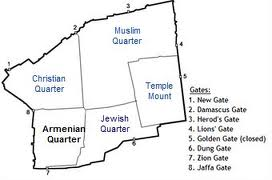 Muslim
Quarter
Christian
Quarter
Temple
Mount
Armenian
Quarter
Jewish
Quarter
1
2
3
4
5
6
7
8
Gates:
1. New Gate
2. Damascus Gate
3. Herod's Gate
4. Lions' Gate
5. Golden Gate (closed)
6. Dung Gate
7. Zion Gate
8. Jaffa Gate